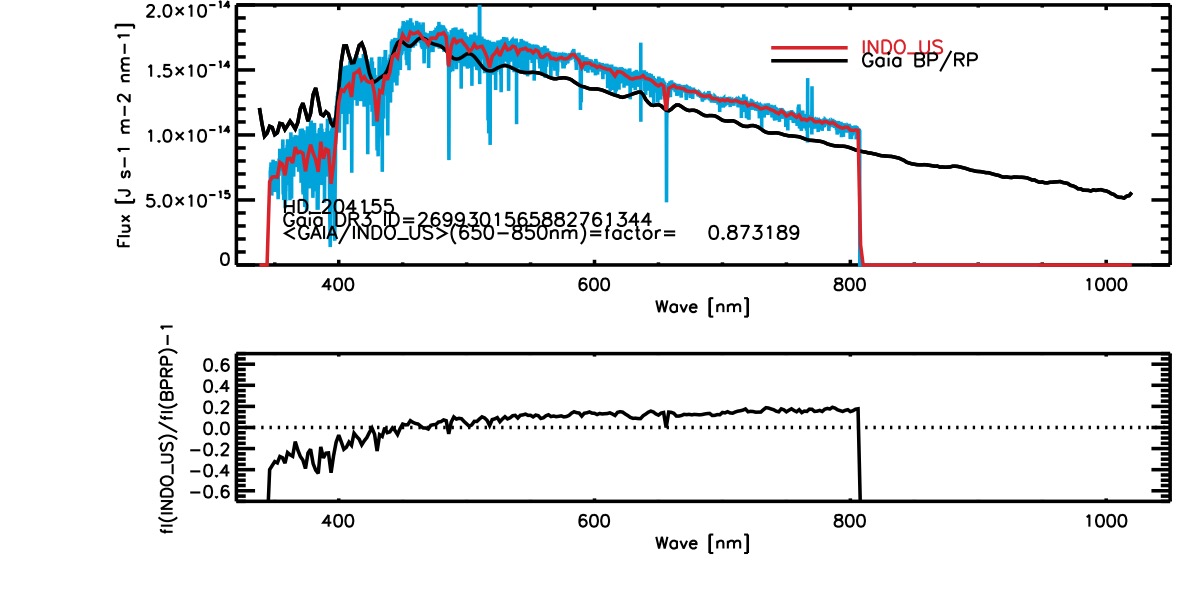 2.0×10−14
1.5×10−14
1.0×10−14
5.0×10−15
0
Flux [J s−1 m−2 nm−1]
INDO_US
Gaia BP/RP
HD_204155
Gaia DR3 ID=2699301565882761344
<GAIA/INDO_US>(650−850nm)=factor= 0.873189
400 600 800 1000
Wave [nm]
0.6
0.4
0.2
0.0
−0.2
−0.4
−0.6
fl(INDO_US)/fl(BPRP)−1
400 600 800 1000
Wave [nm]